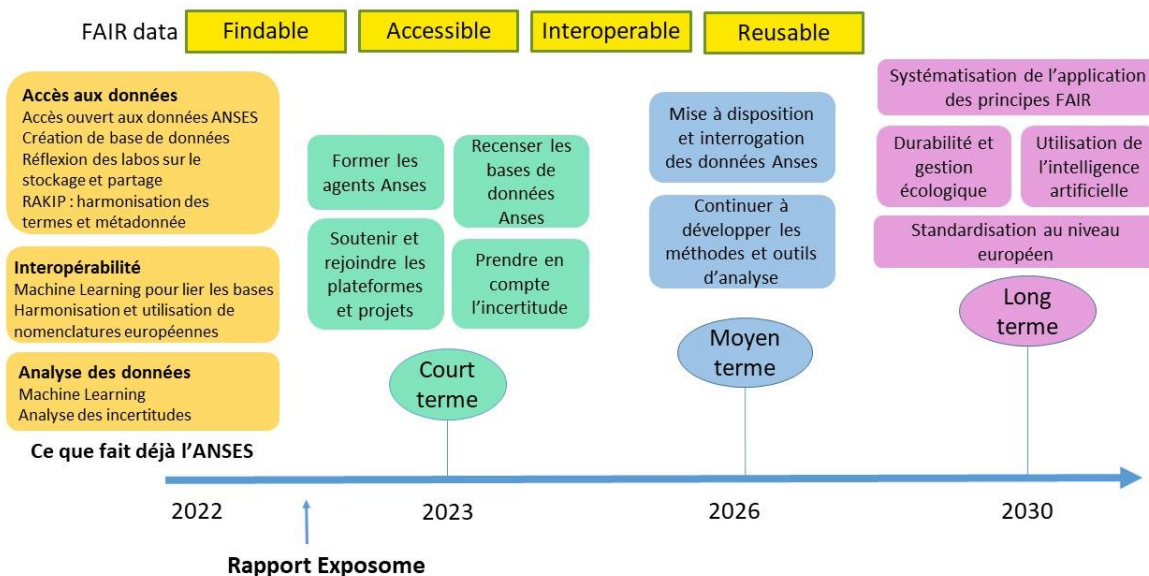 FAIR data
Findable
Accessible
Interoperable
Reusable
Accès aux données
Accès ouvert aux données ANSES
Création de base de données
Réflexion des labos sur le
stockage et partage
RAKIP : harmonisation des
termes et métadonnée
Interopérabilité
Machine Learning pour lier les bases
Harmonisation et utilisation de
nomenclatures européennes
Analyse des données
Machine Learning
Analyse des incertitudes
Ce que fait déjà l’ANSES
Former les
agents Anses
Recenser les
bases de
données
Anses
Soutenir et
rejoindre les
plateformes
et projets
Prendre en
compte
l’incertitude
Court
terme
Mise à disposition
et interrogation
des données Anses
Continuer à
développer les
méthodes et outils
d’analyse
Moyen
terme
Systématisation de l’application
des principes FAIR
Durabilité et
gestion
écologique
Utilisation de
l’intelligence
artificielle
Standardisation au niveau
européen
Long
terme
2022
2023
2026
2030
Rapport Exposome